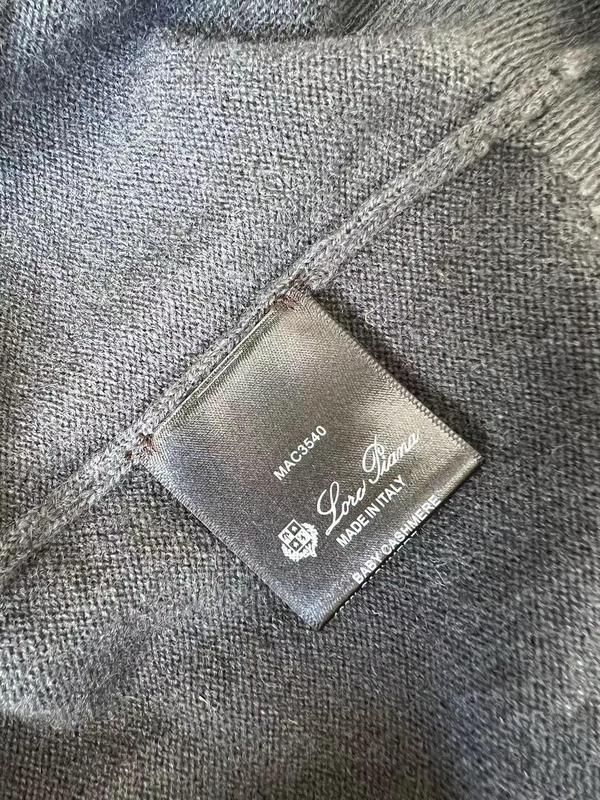 MAC3540
Loro Piana
MADE IN ITALY
BABY CASHMERE